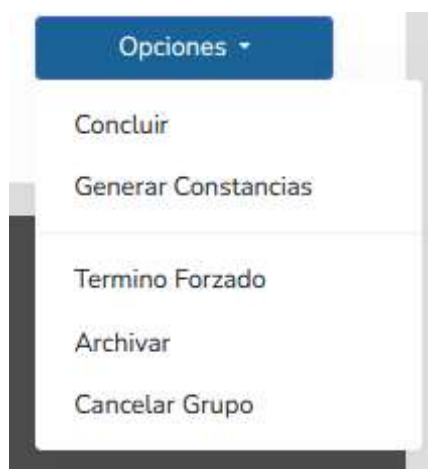 Opciones
Concluir
Generar Constancias
Termino Forzado
Archivar
Cancelar Grupo